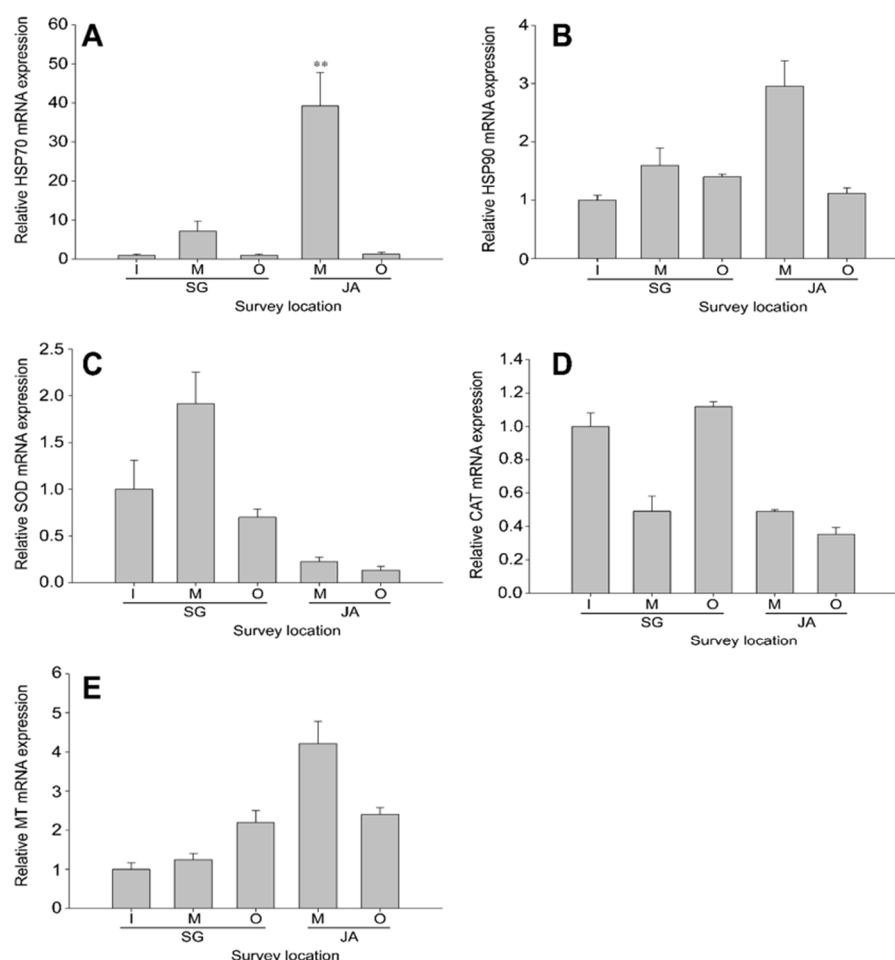 A
Relative HSP70 mRNA expression
60
50
40
30
20
10
0
**
I M O M O
SG JA
Survey location
B
Relative HSP90 mRNA expression
4
3
2
1
0
I M O M O
SG JA
Survey location
C
Relative SOD mRNA expression
2.5
2.0
1.5
1.0
0.5
0.0
I M O M O
SG JA
Survey location
D
Relative CAT mRNA expression
1.4
1.2
1.0
0.8
0.6
0.4
0.2
0.0
I M O M O
SG JA
Survey location
E
Relative MT mRNA expression
6
5
4
3
2
1
0
I M O M O
SG JA
Survey location